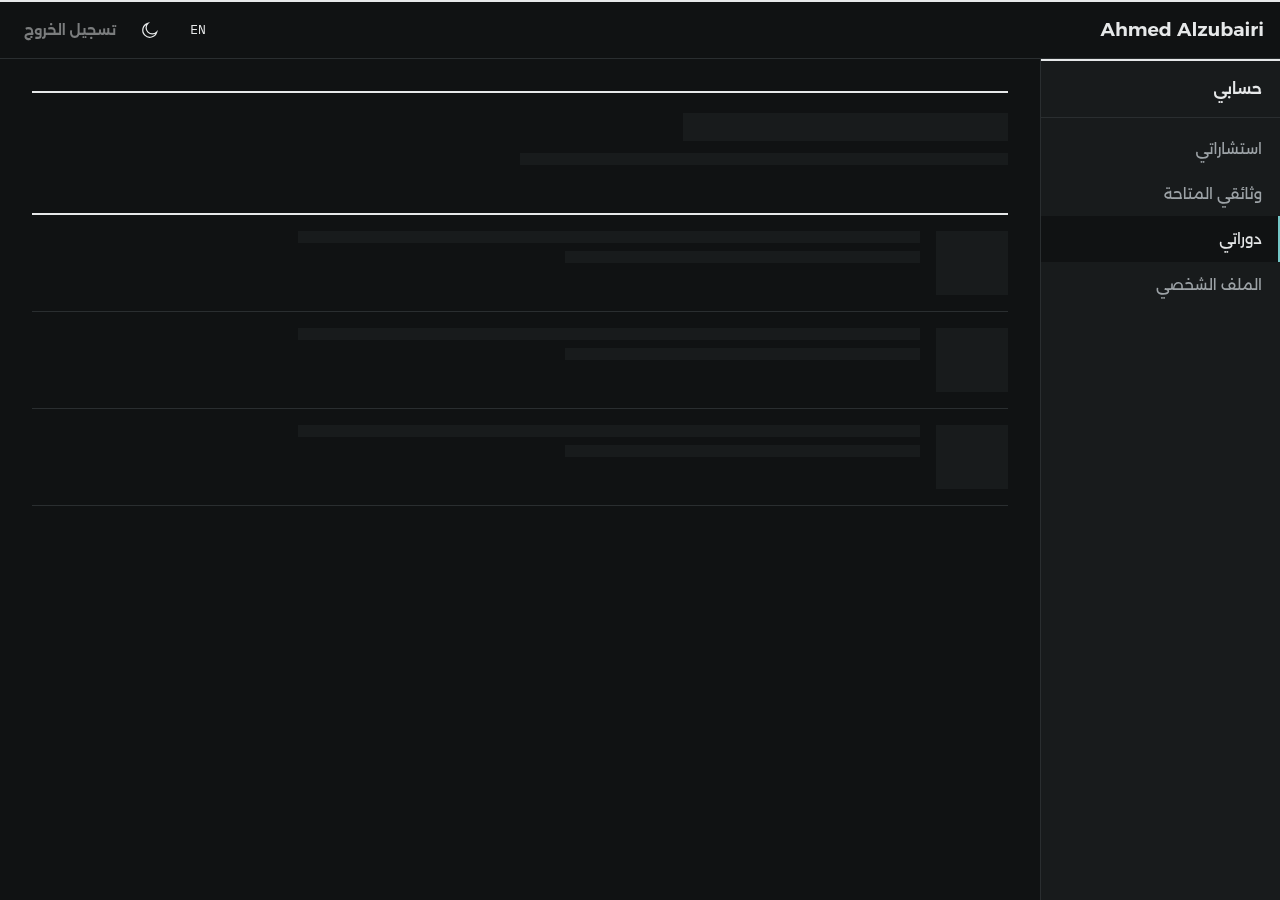 Ahmed Alzubairi
EN
تسجيل الخروج
حسابي
استشاراتي
وثائقي المتاحة
دوراتي
الملف الشخصي